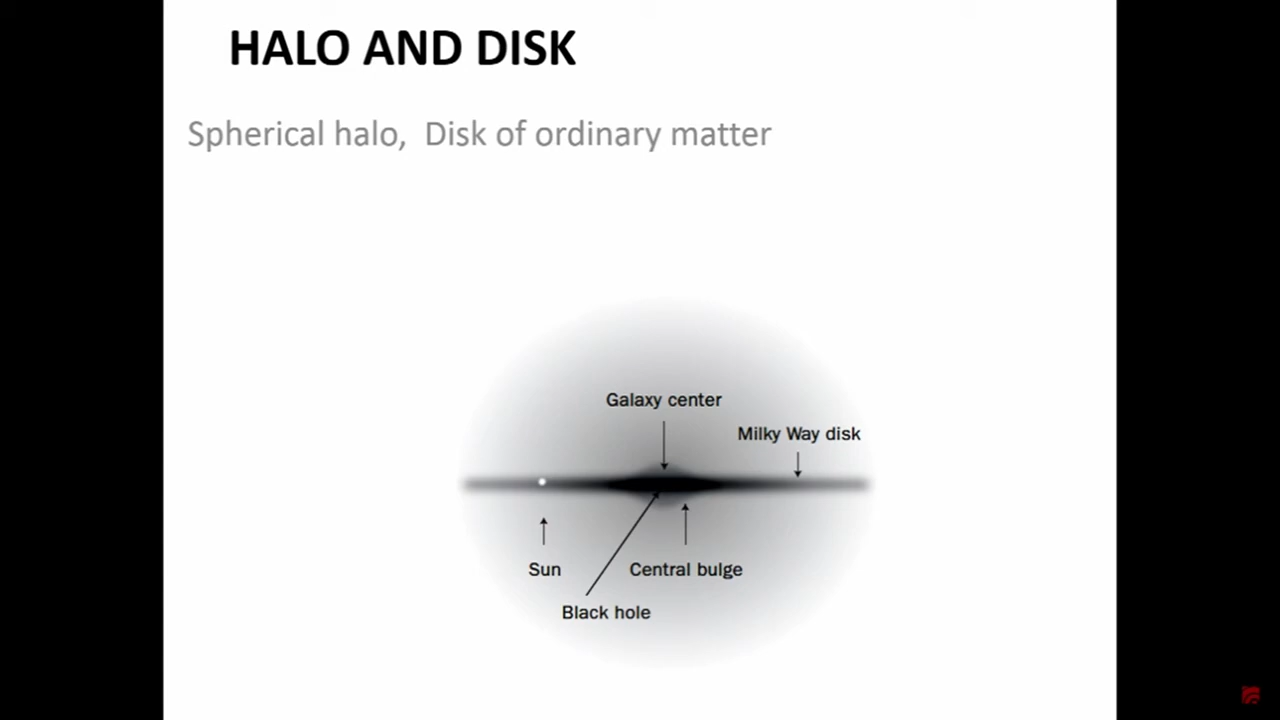 HALO AND DISK
Spherical halo, Disk of ordinary matter
Galaxy center
Milky Way disk
Sun
Central bulge
Black hole